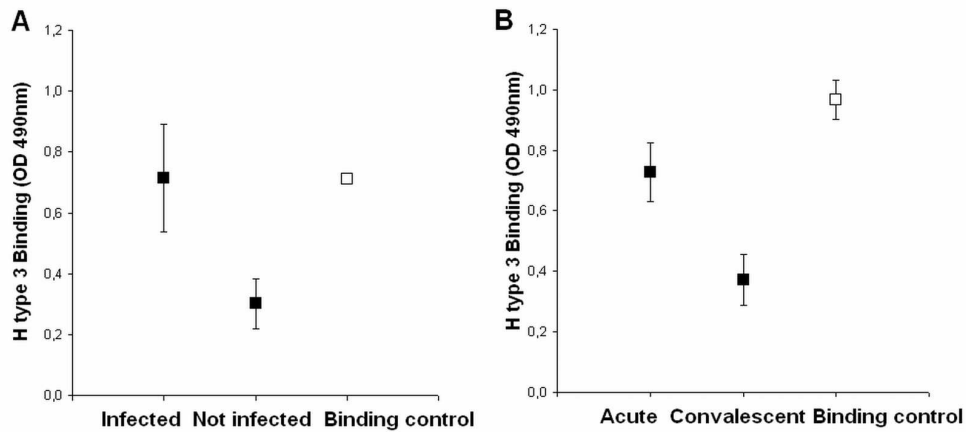 A
H type 3 Binding (OD 490nm)
1,2
1,0
0,8
0,6
0,4
0,2
0,0
Infected Not infected Binding control
B
H type 3 Binding (OD 490nm)
1,2
1,0
0,8
0,6
0,4
0,2
0,0
Acute Convalescent Binding control